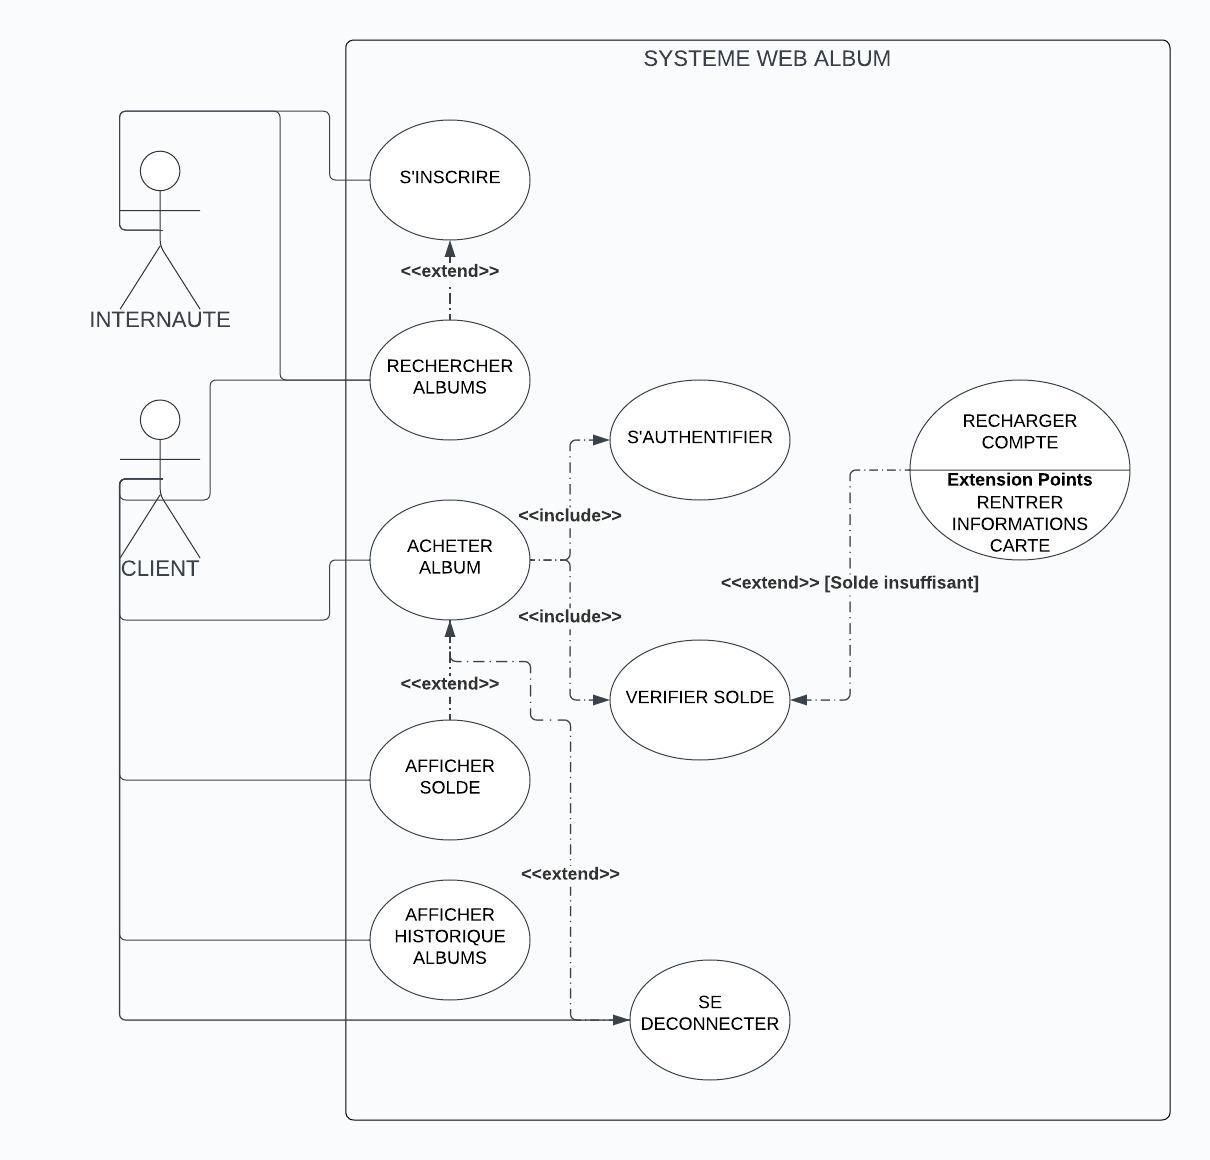 SYSTEME WEB ALBUM
S'INSCRIRE
<<extend>>
INTERNAUTE
RECHERCHER
ALBUMS
S'AUTHENTIFIER
RECHARGER
COMPTE
Extension Points
RENTRER
INFORMATIONS
CARTE
<<include>>
ACHETER
ALBUM
CLIENT
<<extend>> [Solde insuffisant]
<<include>>
<<extend>>
VERIFIER SOLDE
AFFICHER
SOLDE
<<extend>>
AFFICHER
HISTORIQUE
ALBUMS
SE
DECONNECTER